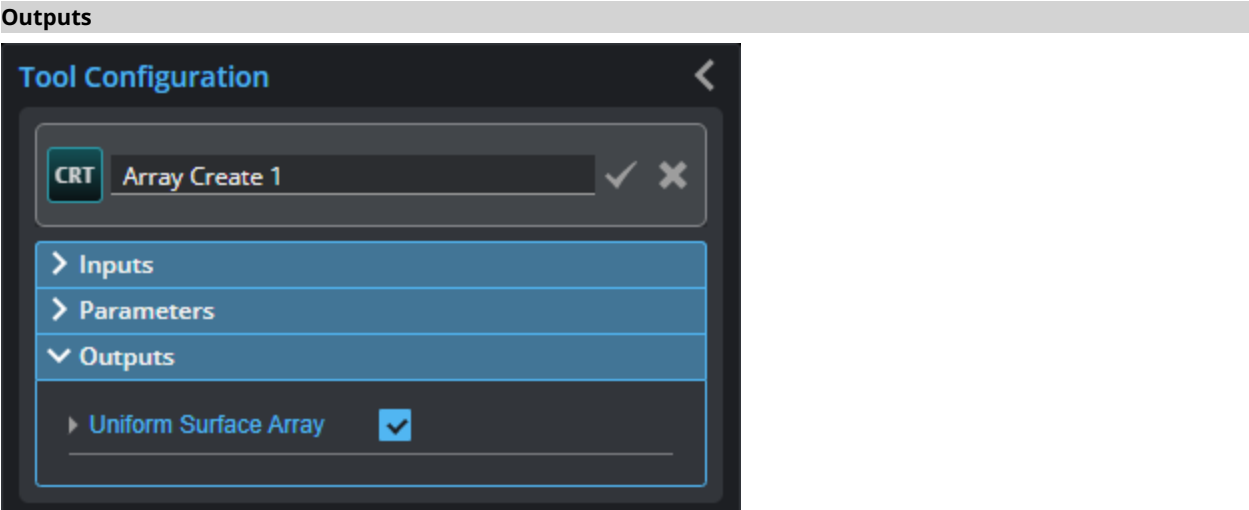 Outputs
Tool Configuration
CRT Array Create 1
Inputs
Parameters
Outputs
Uniform Surface Array